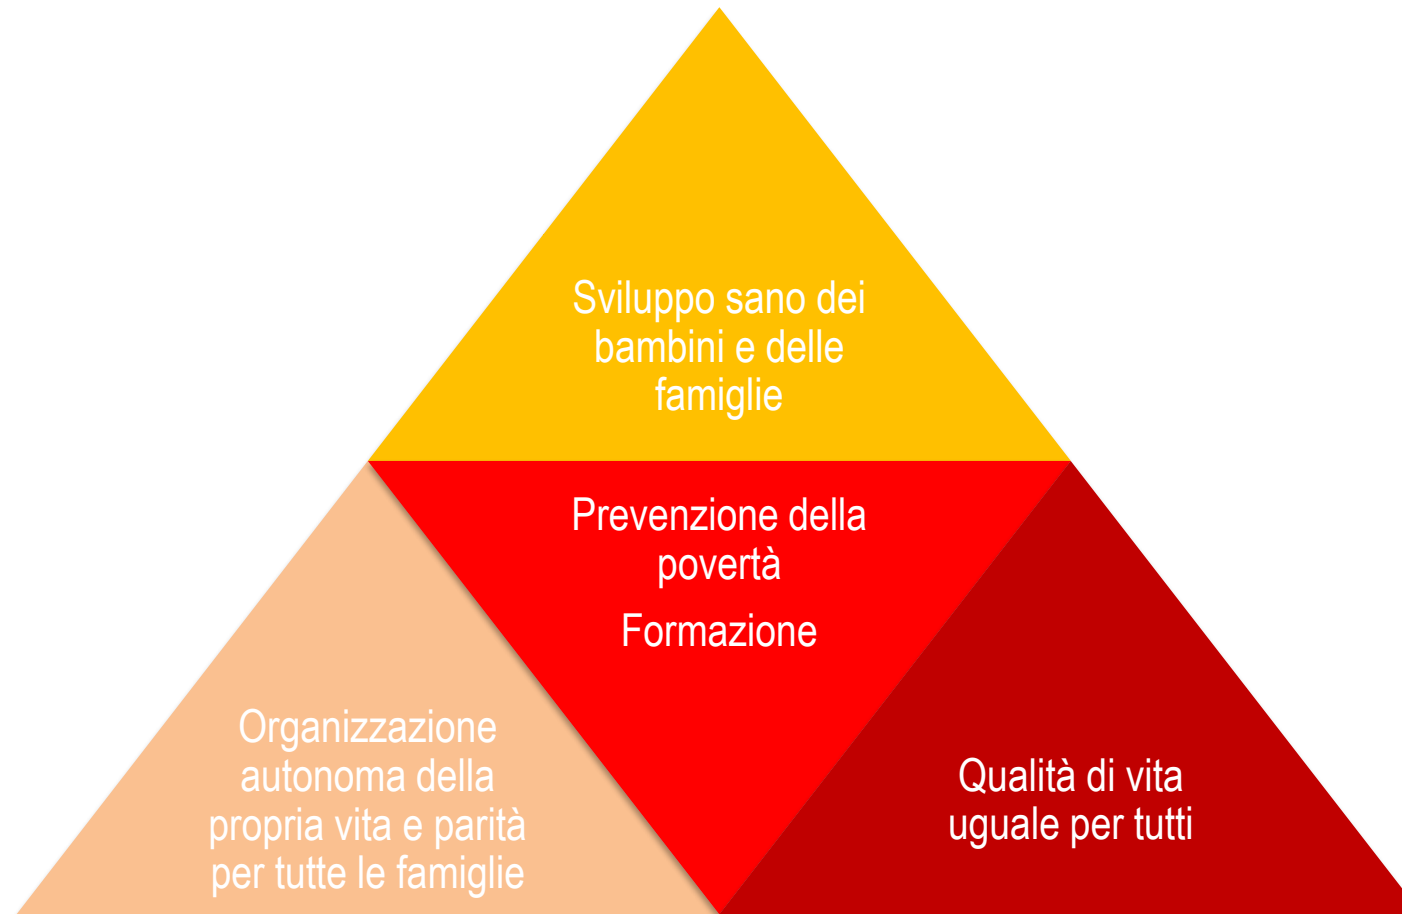 Sviluppo sano dei
bambini e delle
famiglie
Prevenzione della
povertà
Formazione
Organizzazione
autonoma della
propria vita e parità
per tutte le famiglie
Qualità di vita
uguale per tutti